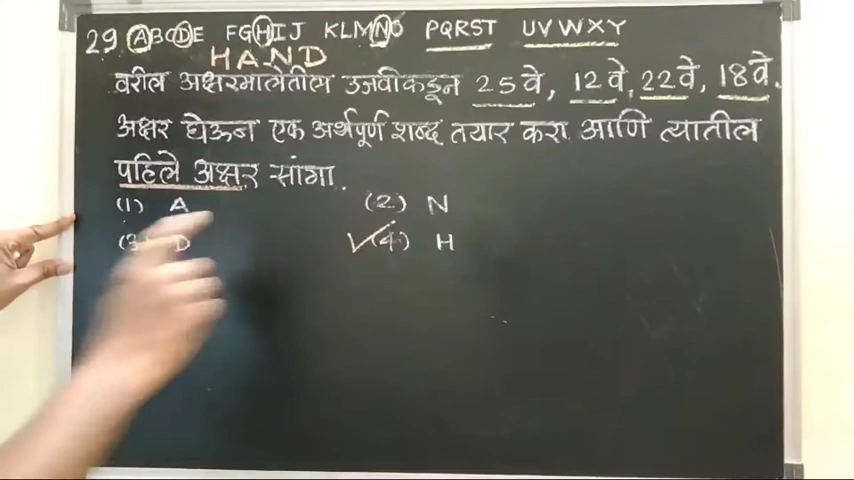 29 ABCDE FGHIJ KLMNO PQRST UVWXY
HAND
वरील अक्षरमालेतील उजवीकडून 25 वे, 12 वे, 22 वे, 18 वे.
अक्षर घेऊन एक अर्थपूर्ण शब्द तयार करा आणि त्यातील
पहिले अक्षर सांगा.
(1) A (2) N
(3) D (4) H